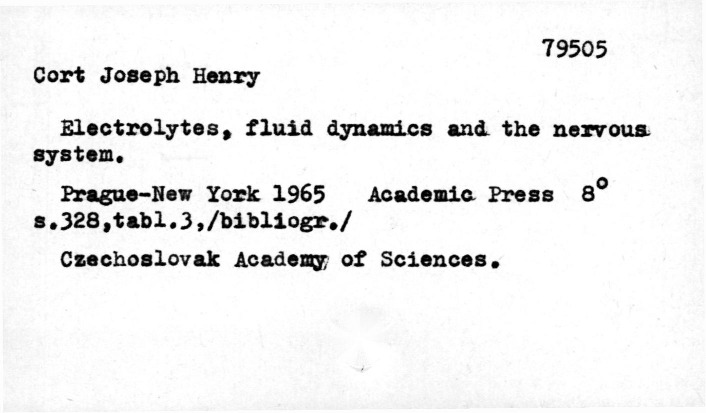 79505
Cort Joseph Henry
Electrolytes, fluid dynamics and the nervous
system.
Prague-New York 1965 Academic Press 8°
s.328,tabl.3,/bibliogr./
Czechoslovak Academy of Sciences.